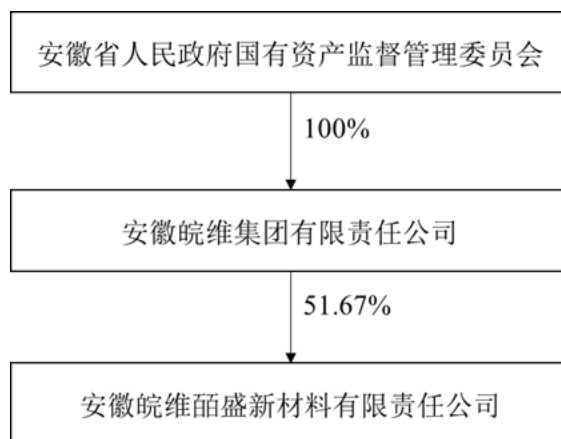 安徽省人民政府国有资产监督管理委员会
100%
安徽皖维集团有限责任公司
51.67%
安徽皖维皕盛新材料有限责任公司